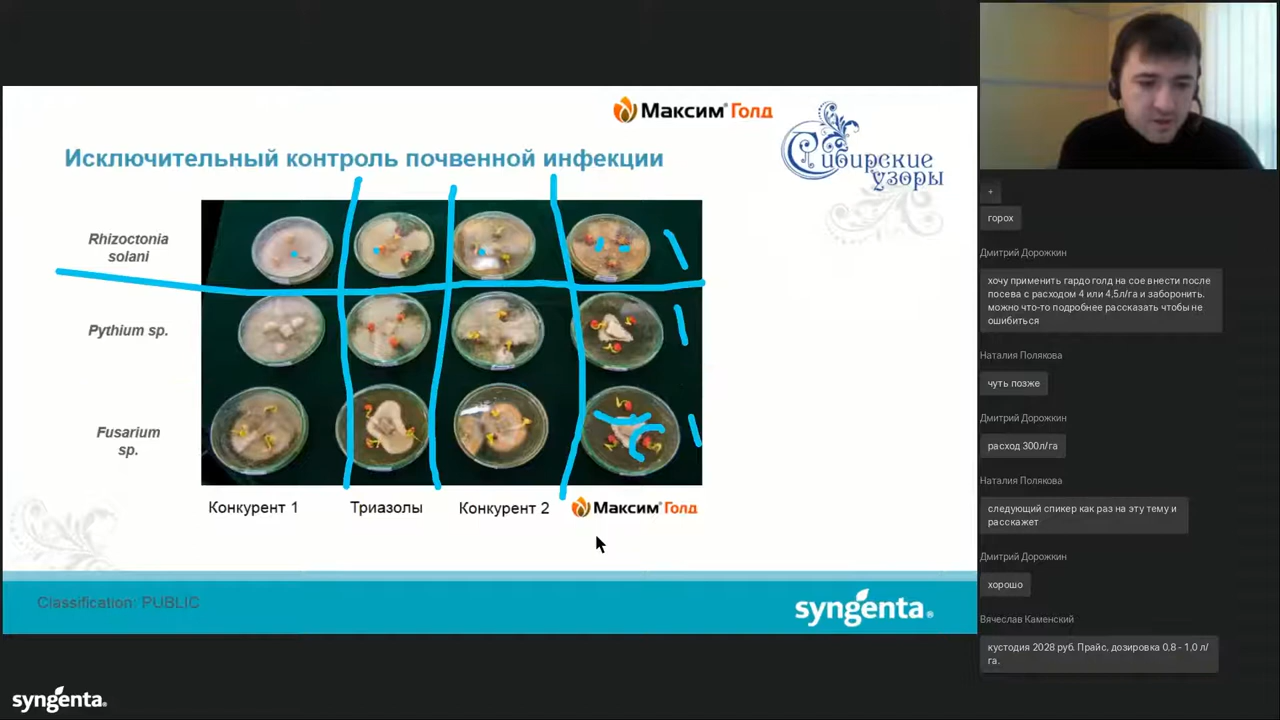 Максим® Голд
Сибирские
узоры
Исключительный контроль почвенной инфекции
Rhizoctonia
solani
Pythium sp.
Fusarium
sp.
Конкурент 1
Триазолы
Конкурент 2
Максим® Голд
Classification: PUBLIC
syngenta®
syngenta®
+
горох
Дмитрий Дорожкин
хочу применить гардо голд на сое внести после
посева с расходом 4 или 4,5л/га и заборонить.
можно что-то подробнее рассказать чтобы не
ошибиться
Наталия Полякова
чуть позже
Дмитрий Дорожкин
расход 300л/га
Наталия Полякова
следующий спикер как раз на эту тему и
расскажет
Дмитрий Дорожкин
хорошо
Вячеслав Каменский
кустодия 2028 руб. Прайс, дозировка 0.8 - 1.0 л/
га.